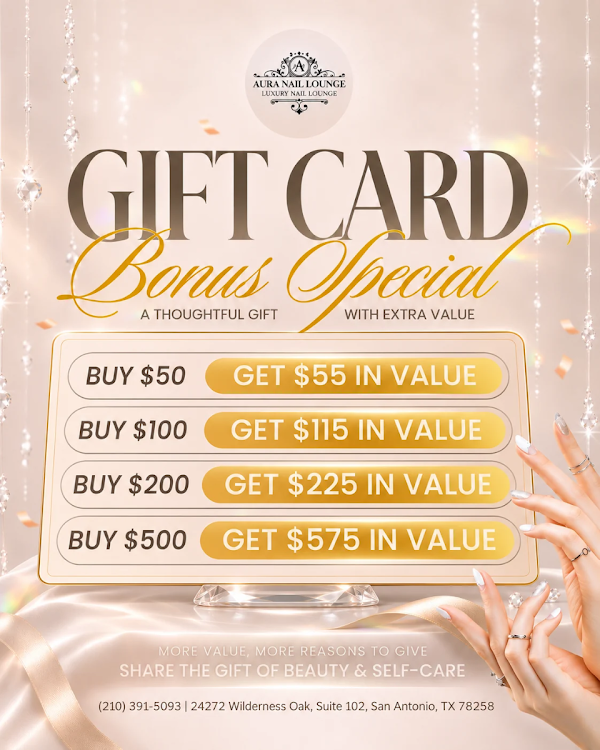 A
AURA NAIL LOUNGE
LUXURY NAIL LOUNGE
GIFT CARD
Bonus Special
A THOUGHTFUL GIFT WITH EXTRA VALUE
BUY $50 GET $55 IN VALUE
BUY $100 GET $115 IN VALUE
BUY $200 GET $225 IN VALUE
BUY $500 GET $575 IN VALUE
MORE VALUE, MORE REASONS TO GIVE
SHARE THE GIFT OF BEAUTY & SELF-CARE
(210) 391-5093 | 24272 Wilderness Oak, Suite 102, San Antonio, TX 78258